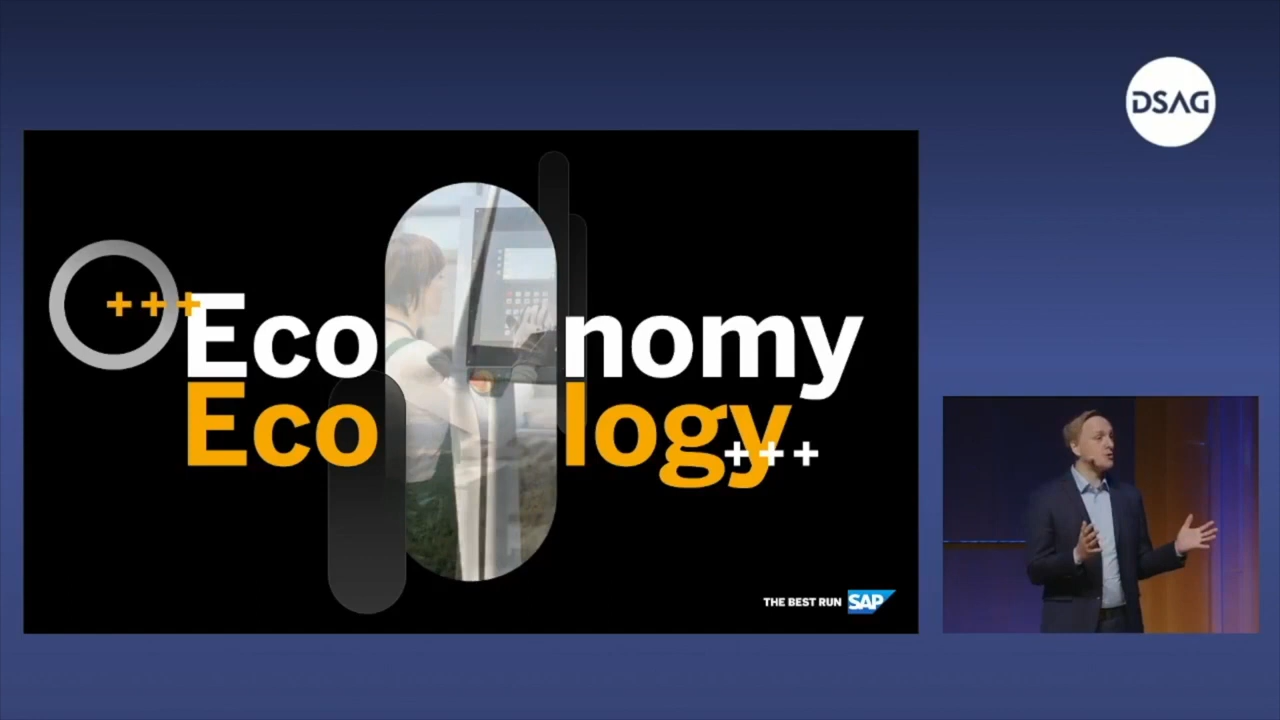 DSAG
+++
Eco nomy
Eco logy
+++
THE BEST RUN SAP